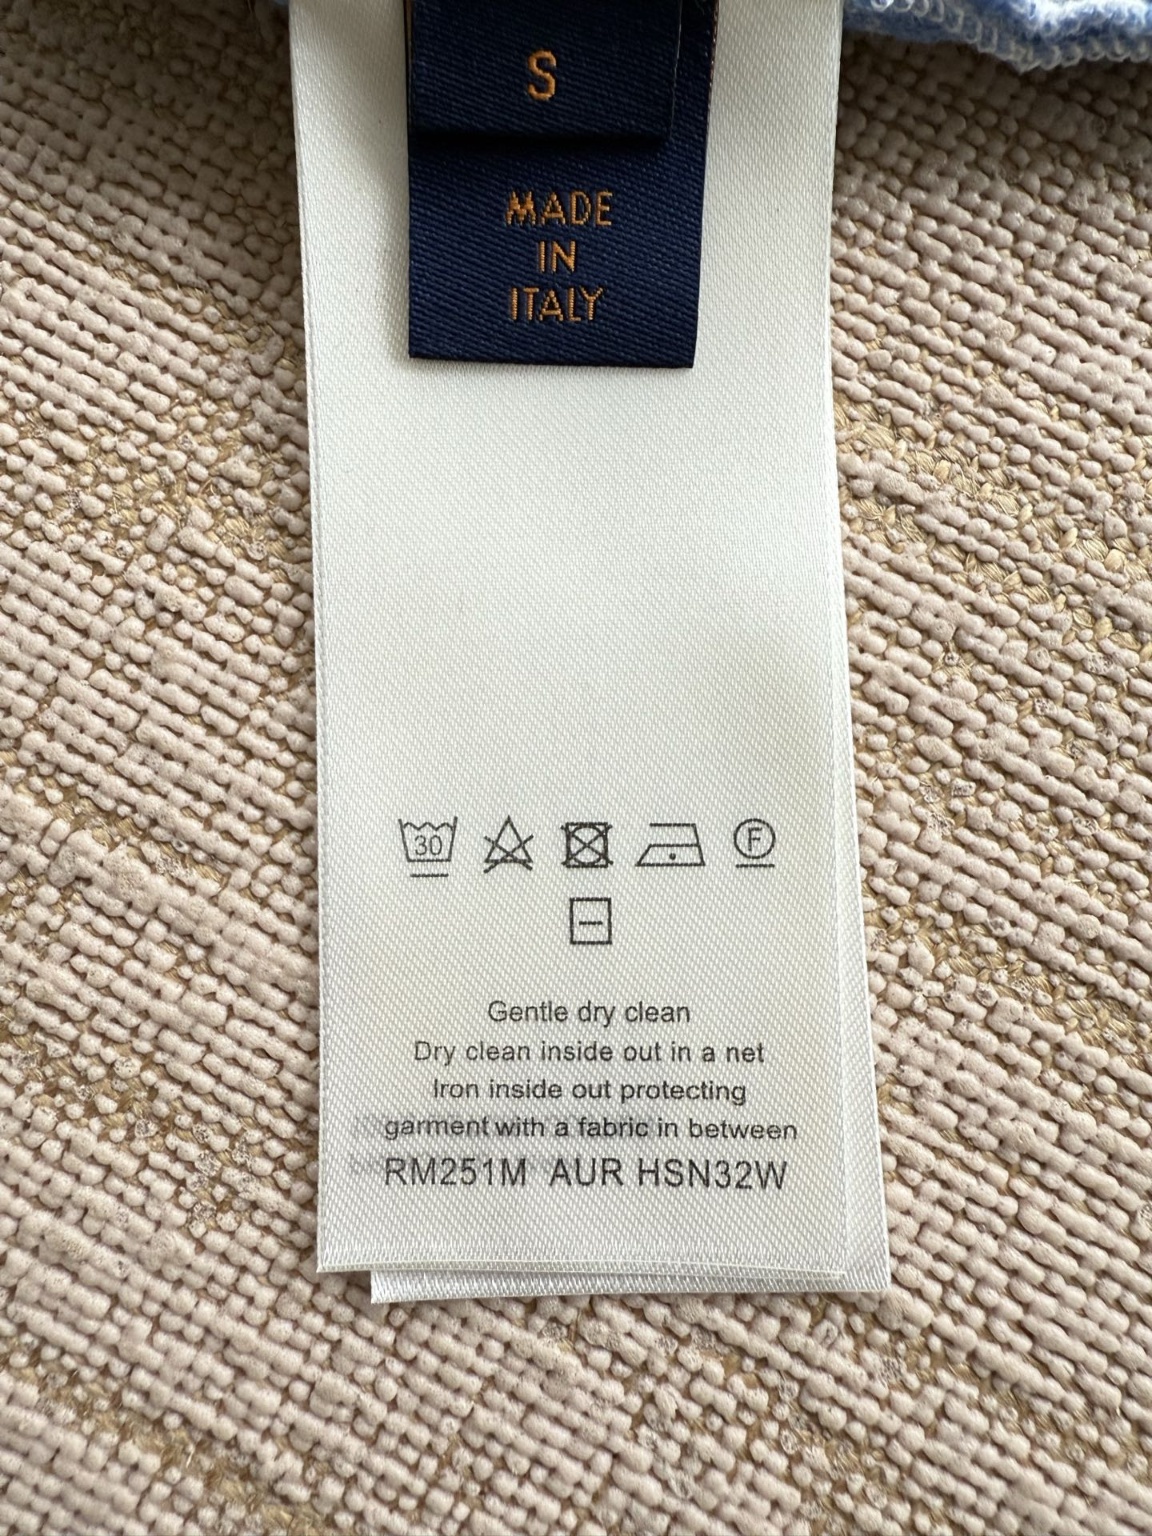 S
MADE
IN
ITALY
30
F
Gentle dry clean
Dry clean inside out in a net
Iron inside out protecting
garment with a fabric in between
RM251M AUR HSN32W